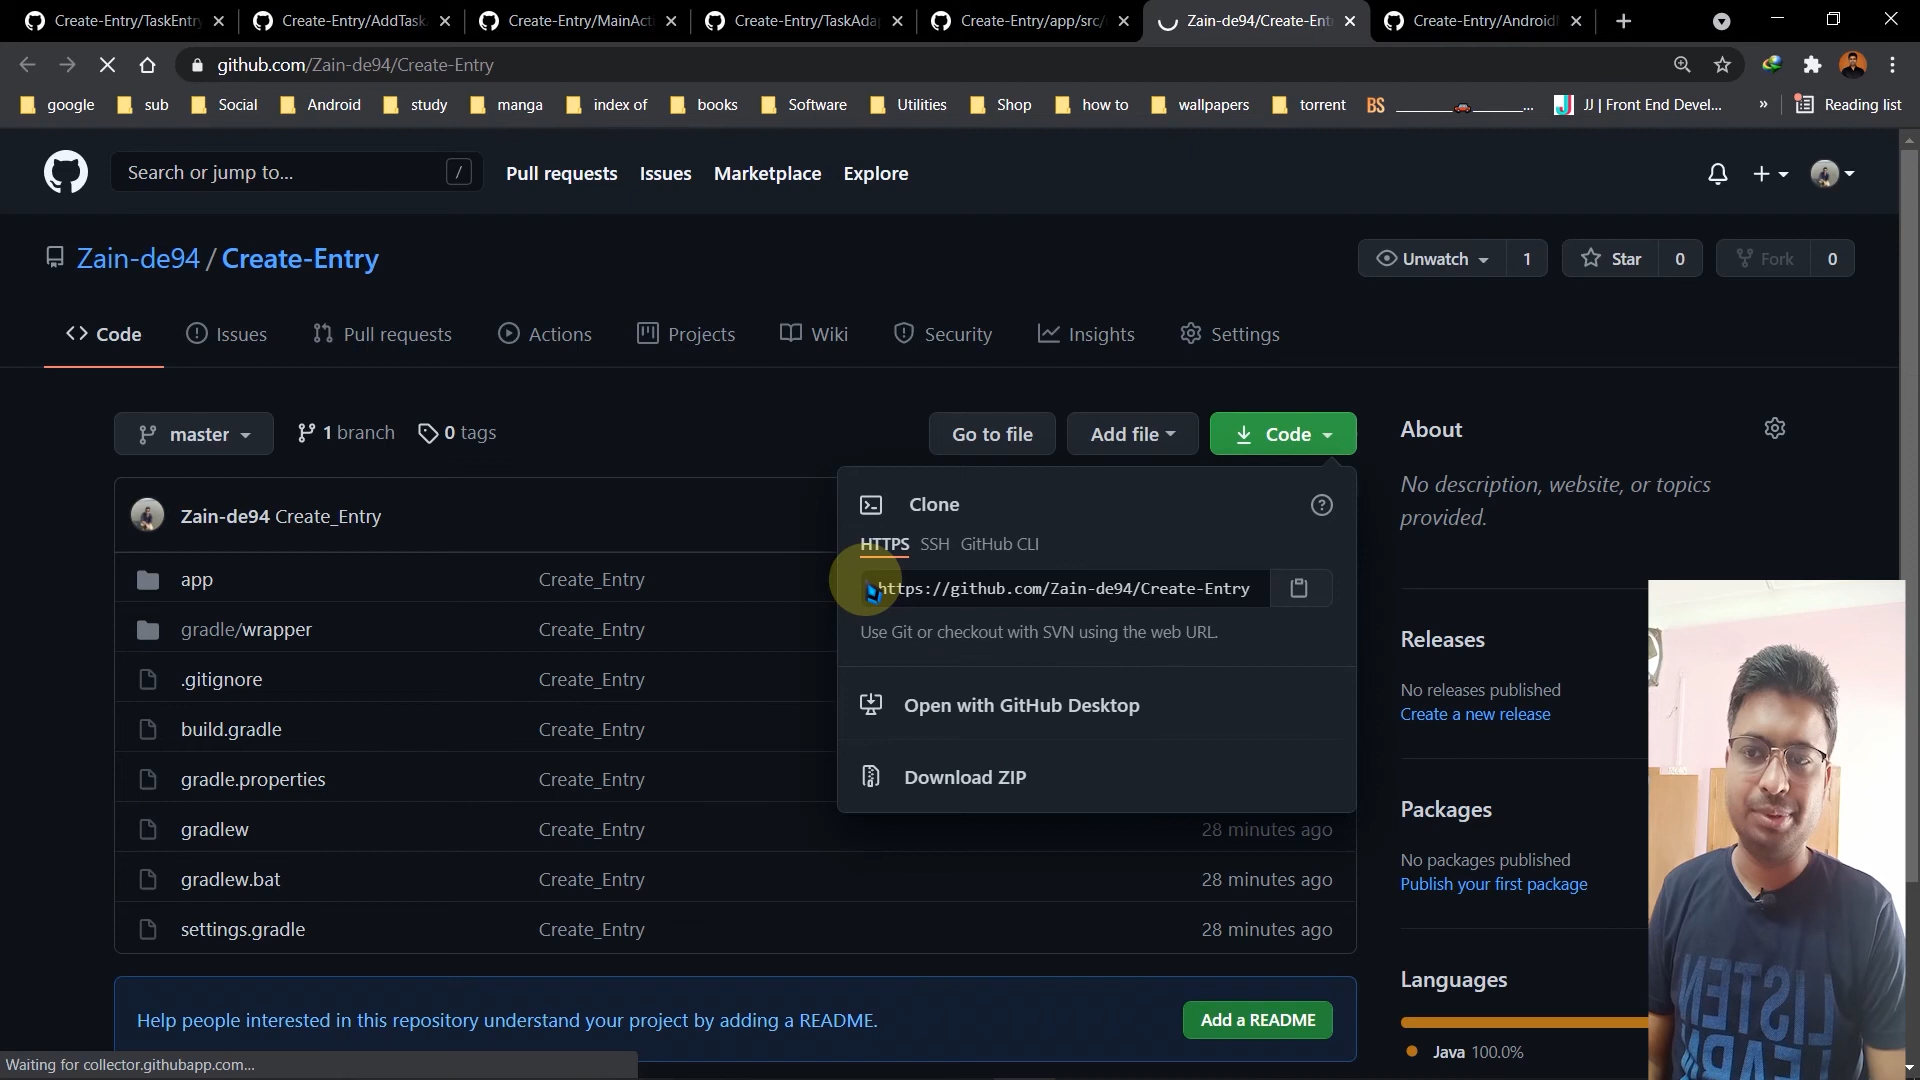 Create-Entry/TaskEntry
Create-Entry/AddTask
Create-Entry/MainActi
Create-Entry/TaskAda
Create-Entry/app/src/
Zain-de94/Create-Ent
Create-Entry/Android
github.com/Zain-de94/Create-Entry
google
sub
Social
Android
study
manga
index of
books
Software
Utilities
Shop
how to
wallpapers
torrent
BS
JJ | Front End Devel...
»
Reading list
Search or jump to...
/
Pull requests
Issues
Marketplace
Explore
Zain-de94 / Create-Entry
Unwatch 1
Star 0
Fork 0
Code
Issues
Pull requests
Actions
Projects
Wiki
Security
Insights
Settings
master
1 branch
0 tags
Go to file
Add file
Code
About
No description, website, or topics
provided.
Zain-de94 Create_Entry
Clone
HTTPS SSH GitHub CLI
https://github.com/Zain-de94/Create-Entry
Use Git or checkout with SVN using the web URL.
Open with GitHub Desktop
Download ZIP
app Create_Entry
gradle/wrapper Create_Entry
.gitignore Create_Entry
build.gradle Create_Entry
gradle.properties Create_Entry
gradlew Create_Entry 28 minutes ago
gradlew.bat Create_Entry 28 minutes ago
settings.gradle Create_Entry 28 minutes ago
Releases
No releases published
Create a new release
Packages
No packages published
Publish your first package
Languages
Java 100.0%
Help people interested in this repository understand your project by adding a README.
Add a README
Waiting for collector.githubapp.com...
LISTEN
LEARN